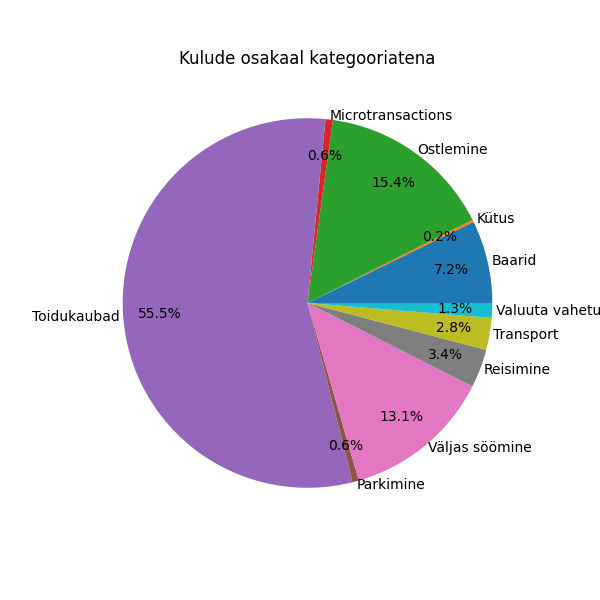 Kulude osakaal kategooriatena
Microtransactions
0.6%
Ostlemine
15.4%
Kütus
0.2%
Baarid
7.2%
Valuuta vahetu
1.3%
Toidukaubad
55.5%
Transport
2.8%
Reisimine
3.4%
Väljas söömine
13.1%
Parkimine
0.6%